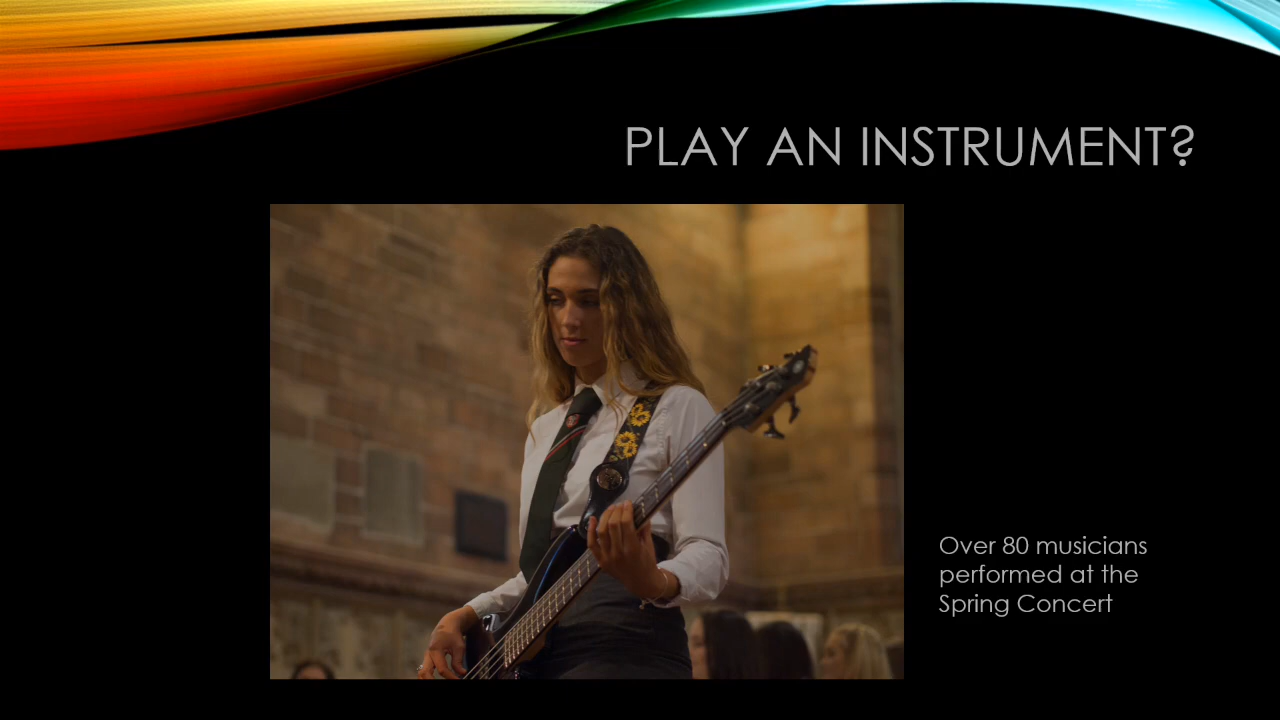 PLAY AN INSTRUMENT?
Over 80 musicians
performed at the
Spring Concert